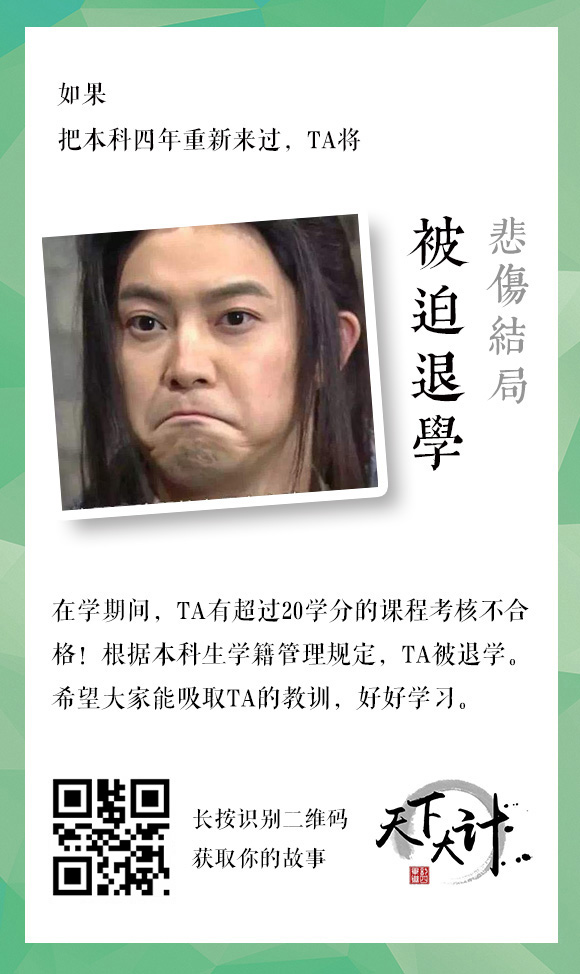 如果
把本科四年重新来过，TA将
悲傷結局
被迫退學
在学期间，TA有超过20学分的课程考核不合
格！根据本科生学籍管理规定，TA被退学。
希望大家能吸取TA的教训，好好学习。
长按识别二维码
获取你的故事
天下大计